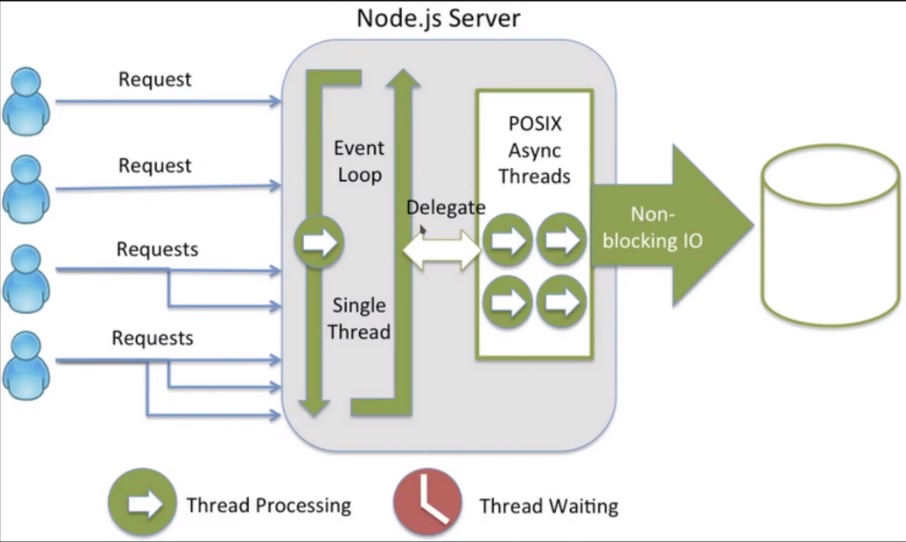 Node.js Server
Request
Request
Requests
Requests
Event
Loop
Single
Thread
Delegate
POSIX
Async
Threads
Non-
blocking IO
Thread Processing
Thread Waiting